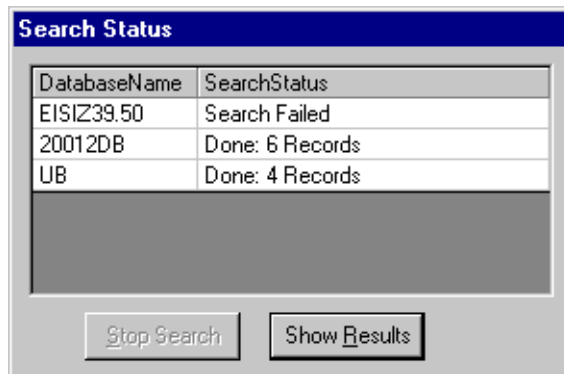 Search Status
DatabaseName SearchStatus
EISIZ39.50 Search Failed
20012DB Done: 6 Records
UB Done: 4 Records
Stop Search Show Results